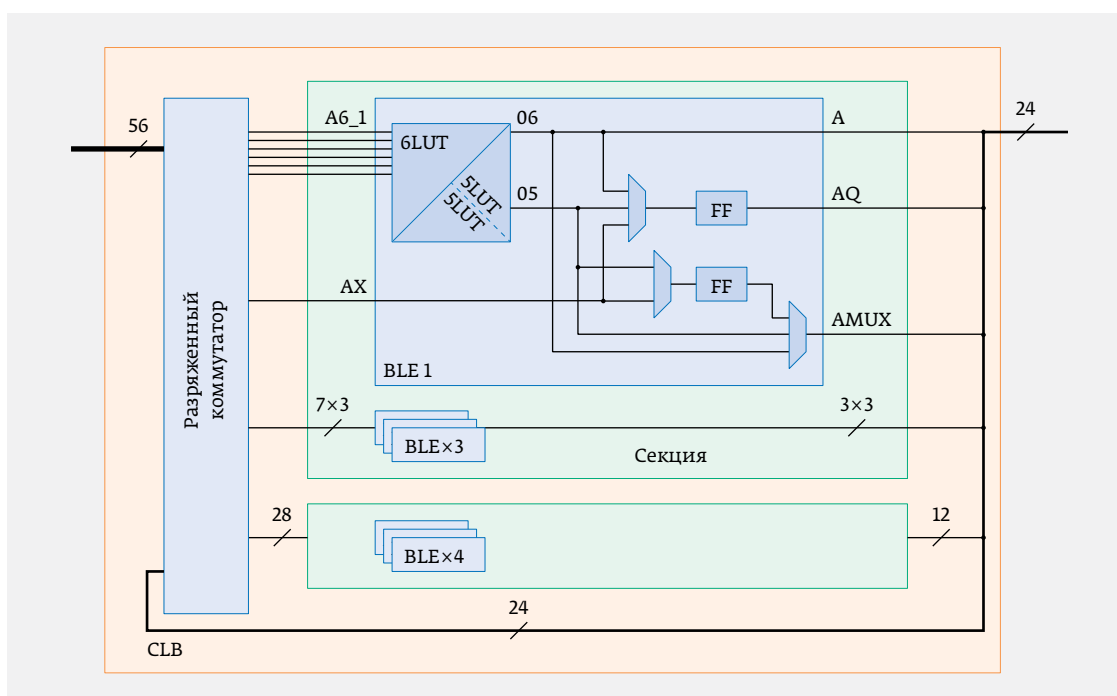 56
A6_1
6LUT
5LUT
5LUT
06
05
A
24
FF
AQ
AX
FF
AMUX
BLE 1
Разряженный
коммутатор
7×3
BLE×3
3×3
Секция
28
BLE×4
12
24
CLB